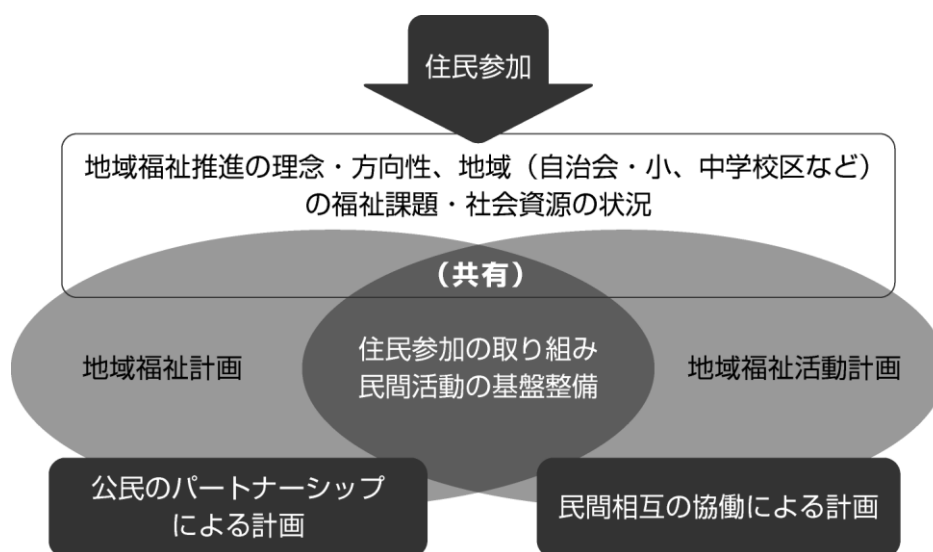 住民参加
地域福祉推進の理念・方向性、地域（自治会・小、中学校区など）
の福祉課題・社会資源の状況
（共有）
地域福祉計画
住民参加の取り組み
民間活動の基盤整備
地域福祉活動計画
公民のパートナーシップ
による計画
民間相互の協働による計画